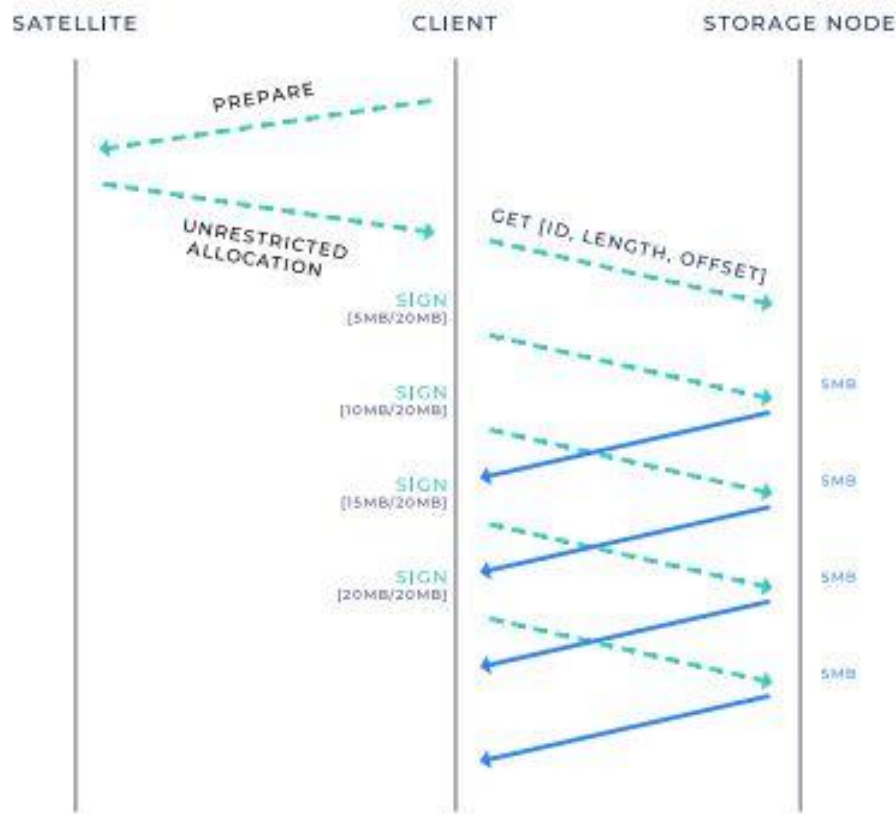 SATELLITE CLIENT STORAGE NODE
PREPARE
UNRESTRICTED
ALLOCATION
GET [ID, LENGTH, OFFSET]
SIGN
[5MB/20MB]
5MB
SIGN
[10MB/20MB]
5MB
SIGN
[15MB/20MB]
5MB
SIGN
[20MB/20MB]
5MB